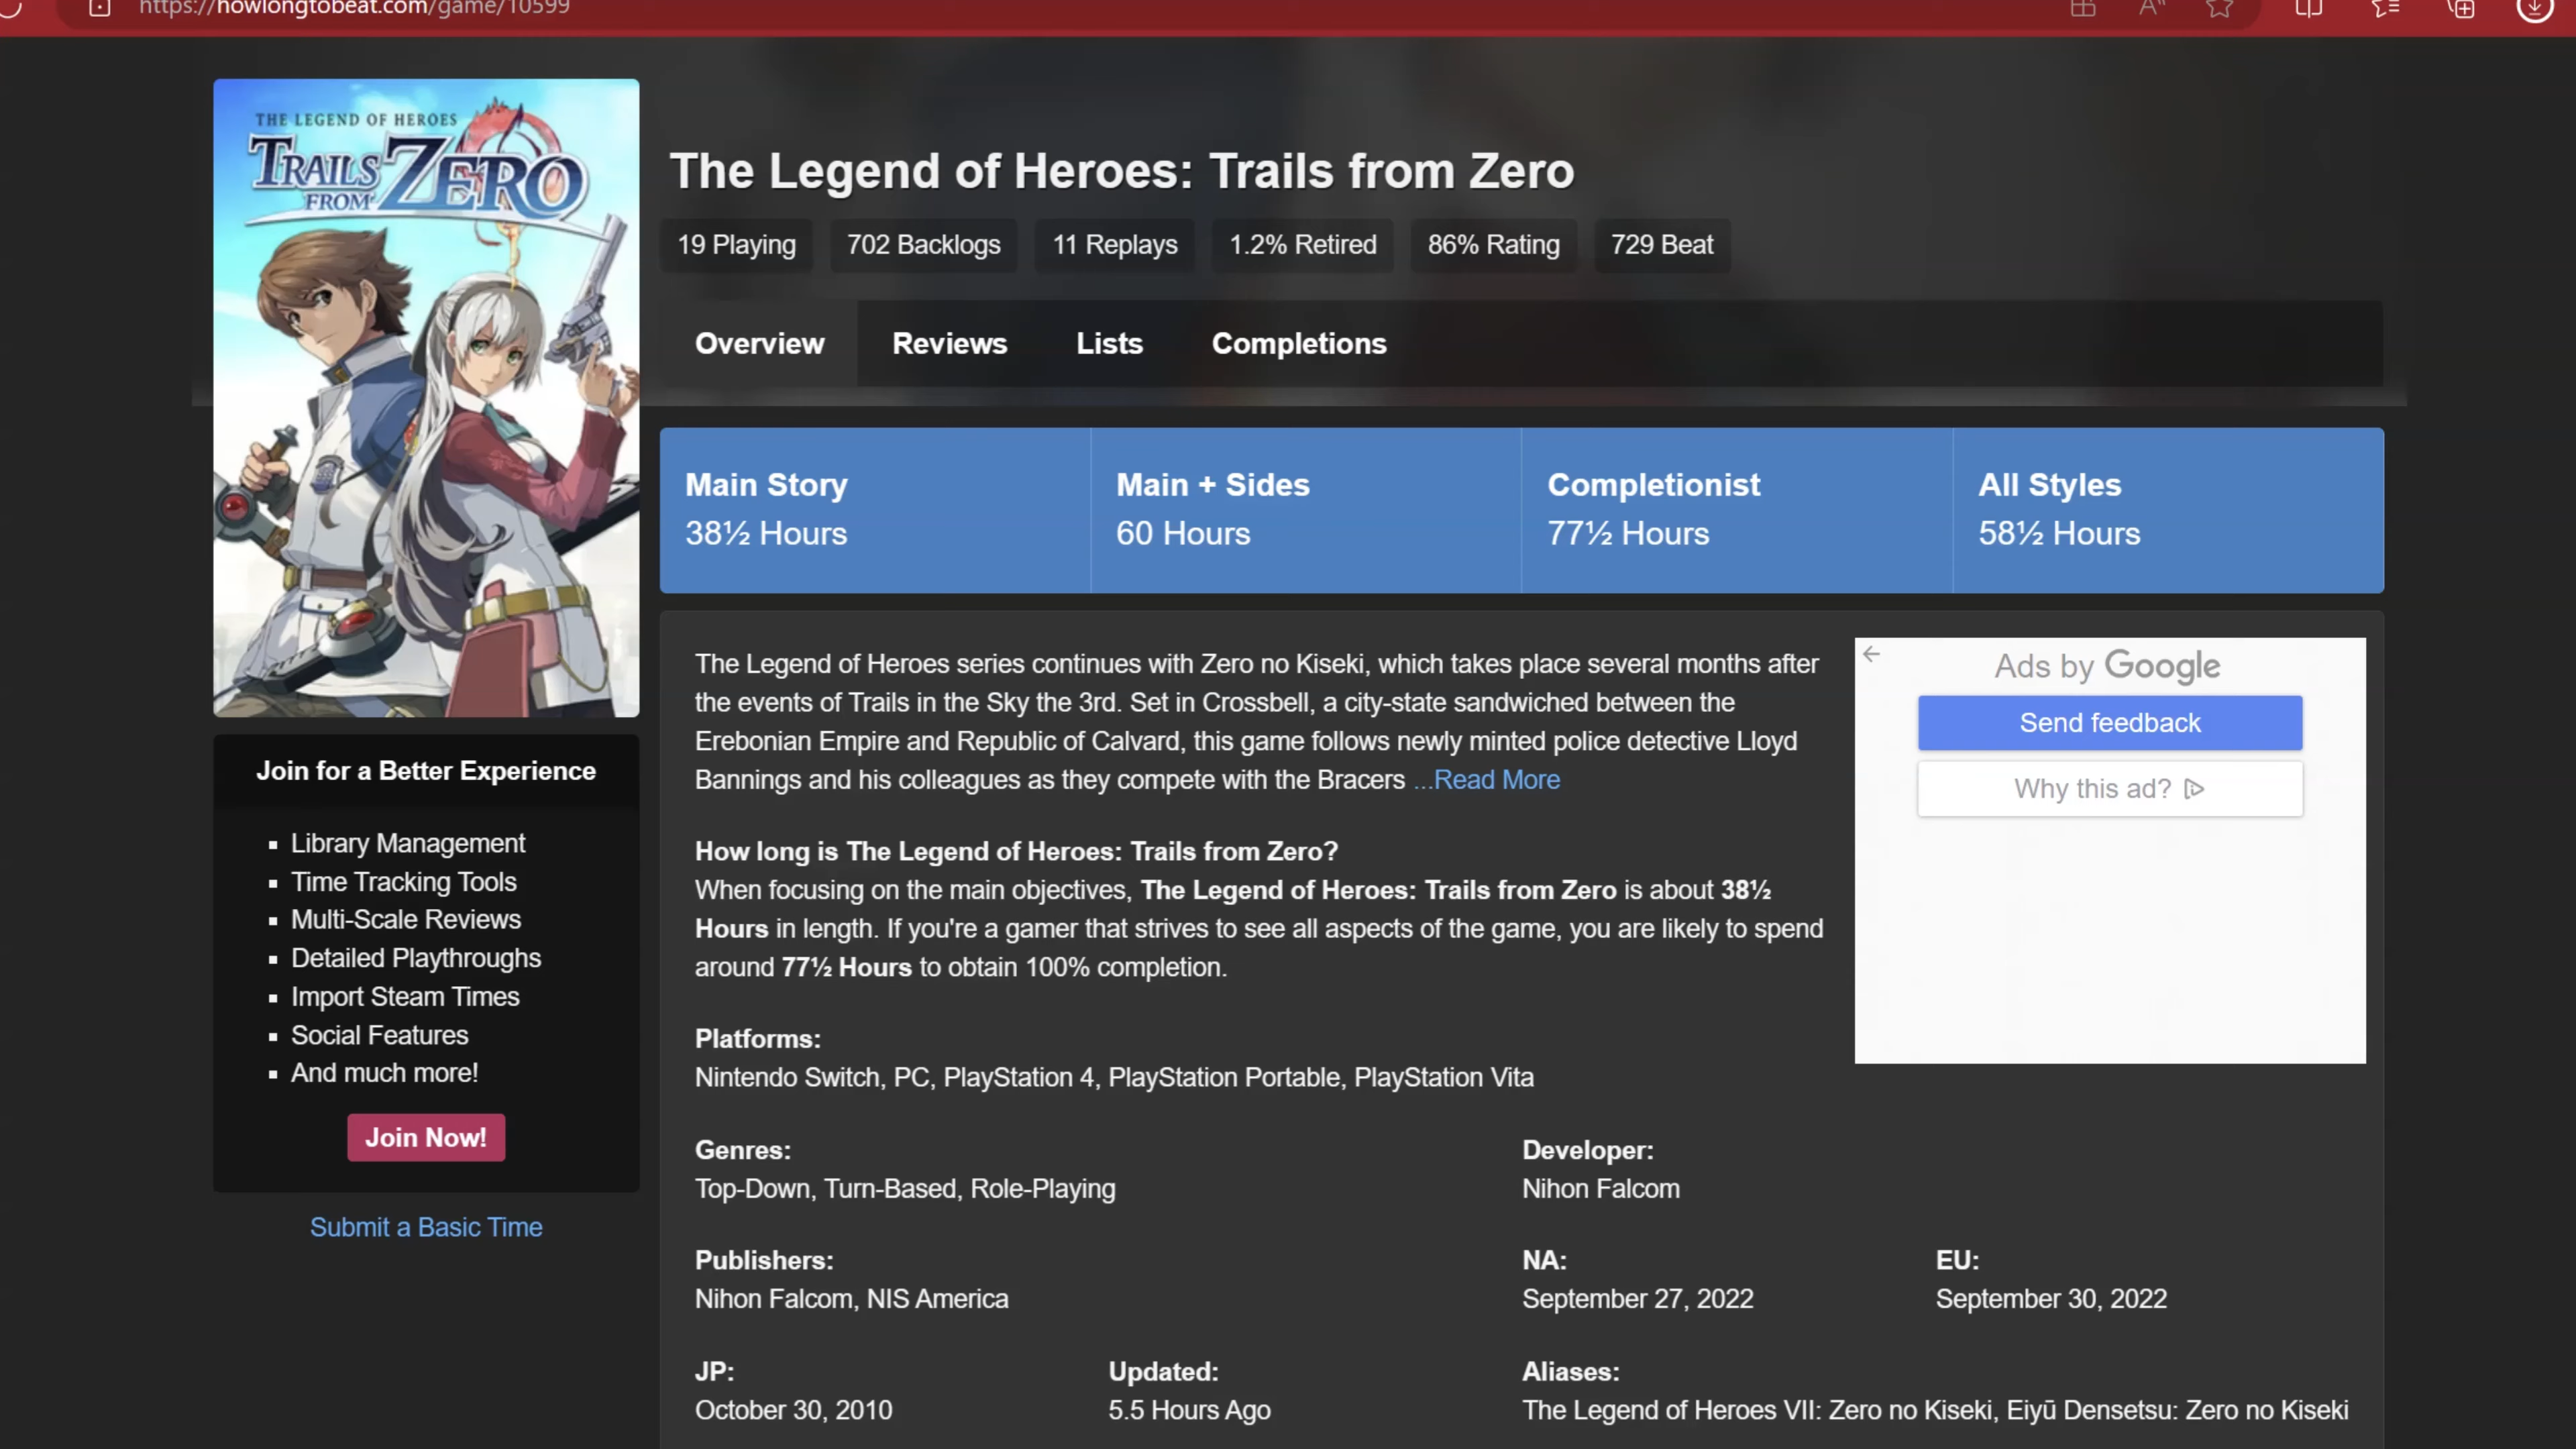 https://howlongtobeat.com/game/10599
THE LEGEND OF HEROES
TRAILS FROM ZERO
The Legend of Heroes: Trails from Zero
19 Playing 702 Backlogs 11 Replays 1.2% Retired 86% Rating 729 Beat
Overview Reviews Lists Completions
Main Story Main + Sides Completionist All Styles
38½ Hours 60 Hours 77½ Hours 58½ Hours
The Legend of Heroes series continues with Zero no Kiseki, which takes place several months after
the events of Trails in the Sky the 3rd. Set in Crossbell, a city-state sandwiched between the
Erebonian Empire and Republic of Calvard, this game follows newly minted police detective Lloyd
Bannings and his colleagues as they compete with the Bracers ...Read More
Ads by Google
Send feedback
Why this ad?
How long is The Legend of Heroes: Trails from Zero?
When focusing on the main objectives, The Legend of Heroes: Trails from Zero is about 38½
Hours in length. If you're a gamer that strives to see all aspects of the game, you are likely to spend
around 77½ Hours to obtain 100% completion.
Platforms:
Nintendo Switch, PC, PlayStation 4, PlayStation Portable, PlayStation Vita
Genres: Developer:
Top-Down, Turn-Based, Role-Playing Nihon Falcom
Publishers: NA: EU:
Nihon Falcom, NIS America September 27, 2022 September 30, 2022
JP: Updated: Aliases:
October 30, 2010 5.5 Hours Ago The Legend of Heroes VII: Zero no Kiseki, Eiyū Densetsu: Zero no Kiseki
Join for a Better Experience
Library Management
Time Tracking Tools
Multi-Scale Reviews
Detailed Playthroughs
Import Steam Times
Social Features
And much more!
Join Now!
Submit a Basic Time